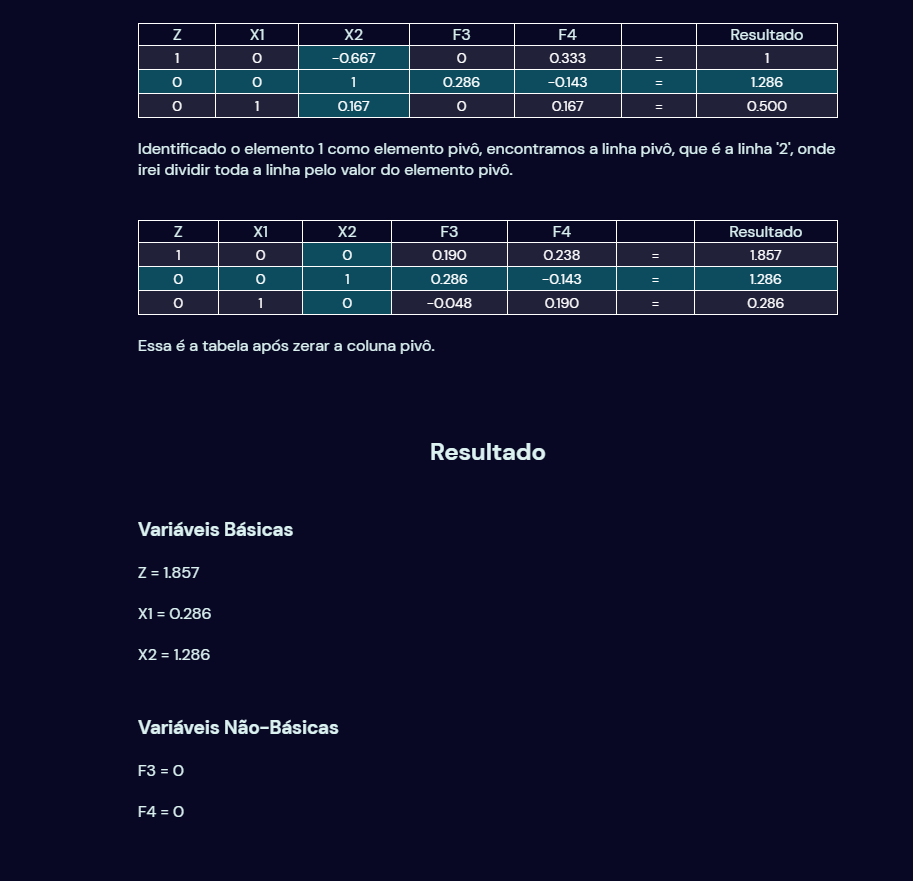 Z X1 X2 F3 F4 Resultado
1 0 -0.667 0 0.333 = 1
0 0 1 0.286 -0.143 = 1.286
0 1 0.167 0 0.167 = 0.500
Identificado o elemento 1 como elemento pivô, encontramos a linha pivô, que é a linha '2', onde
irei dividir toda a linha pelo valor do elemento pivô.
Z X1 X2 F3 F4 Resultado
1 0 0 0.190 0.238 = 1.857
0 0 1 0.286 -0.143 = 1.286
0 1 0 -0.048 0.190 = 0.286
Essa é a tabela após zerar a coluna pivô.
Resultado
Variáveis Básicas
Z = 1.857
X1 = 0.286
X2 = 1.286
Variáveis Não-Básicas
F3 = 0
F4 = 0